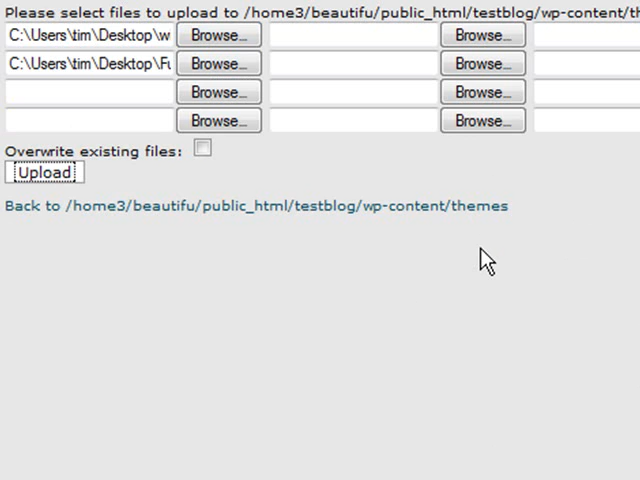 Please select files to upload to /home3/beautifu/public_html/testblog/wp-content/th
C:\Users\tim\Desktop\w Browse... Browse...
C:\Users\tim\Desktop\Fu Browse... Browse...
Browse... Browse...
Browse... Browse...
Overwrite existing files:
Upload
Back to /home3/beautifu/public_html/testblog/wp-content/themes